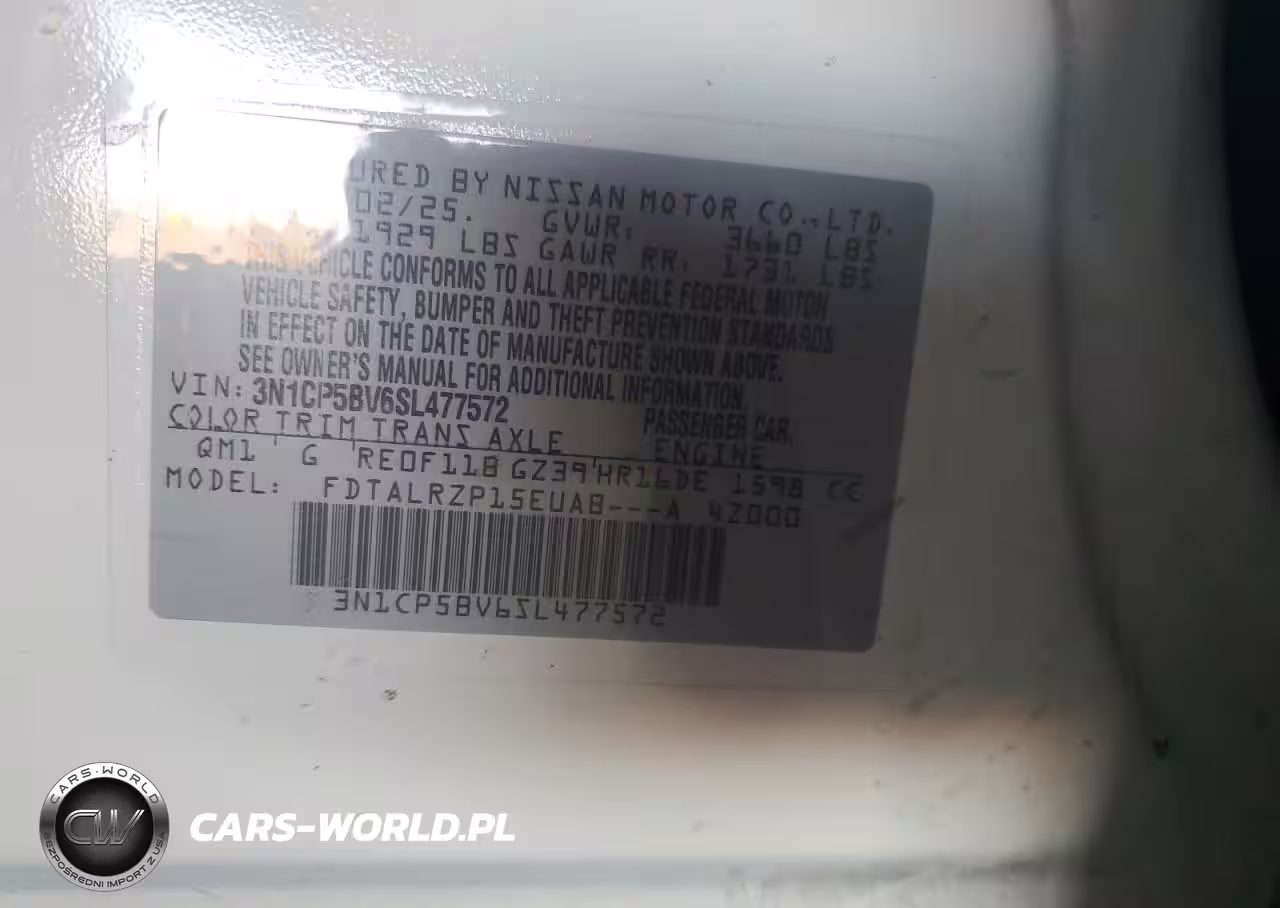 URED BY NISSAN MOTOR CO., LTD.
02/25. GVWR: 3660 LBS
1929 LBS GAWR RR. 1731 LBS
VEHICLE CONFORMS TO ALL APPLICABLE FEDERAL MOTOR
VEHICLE SAFETY, BUMPER AND THEFT PREVENTION STANDARDS
IN EFFECT ON THE DATE OF MANUFACTURE SHOWN ABOVE.
SEE OWNER'S MANUAL FOR ADDITIONAL INFORMATION.
VIN: 3N1CP5BV6SL477572 PASSENGER CAR.
COLOR TRIM TRANS AXLE ENGINE
QM1 G RE0F11B GZ39 HR16DE 1598 CC
MODEL: FDTALRZP15EUA8---A 4Z000
3N1CP5BV6SL477572
CARS-WORLD
CW
BEZPOŚREDNI IMPORT Z USA
CARS-WORLD.PL